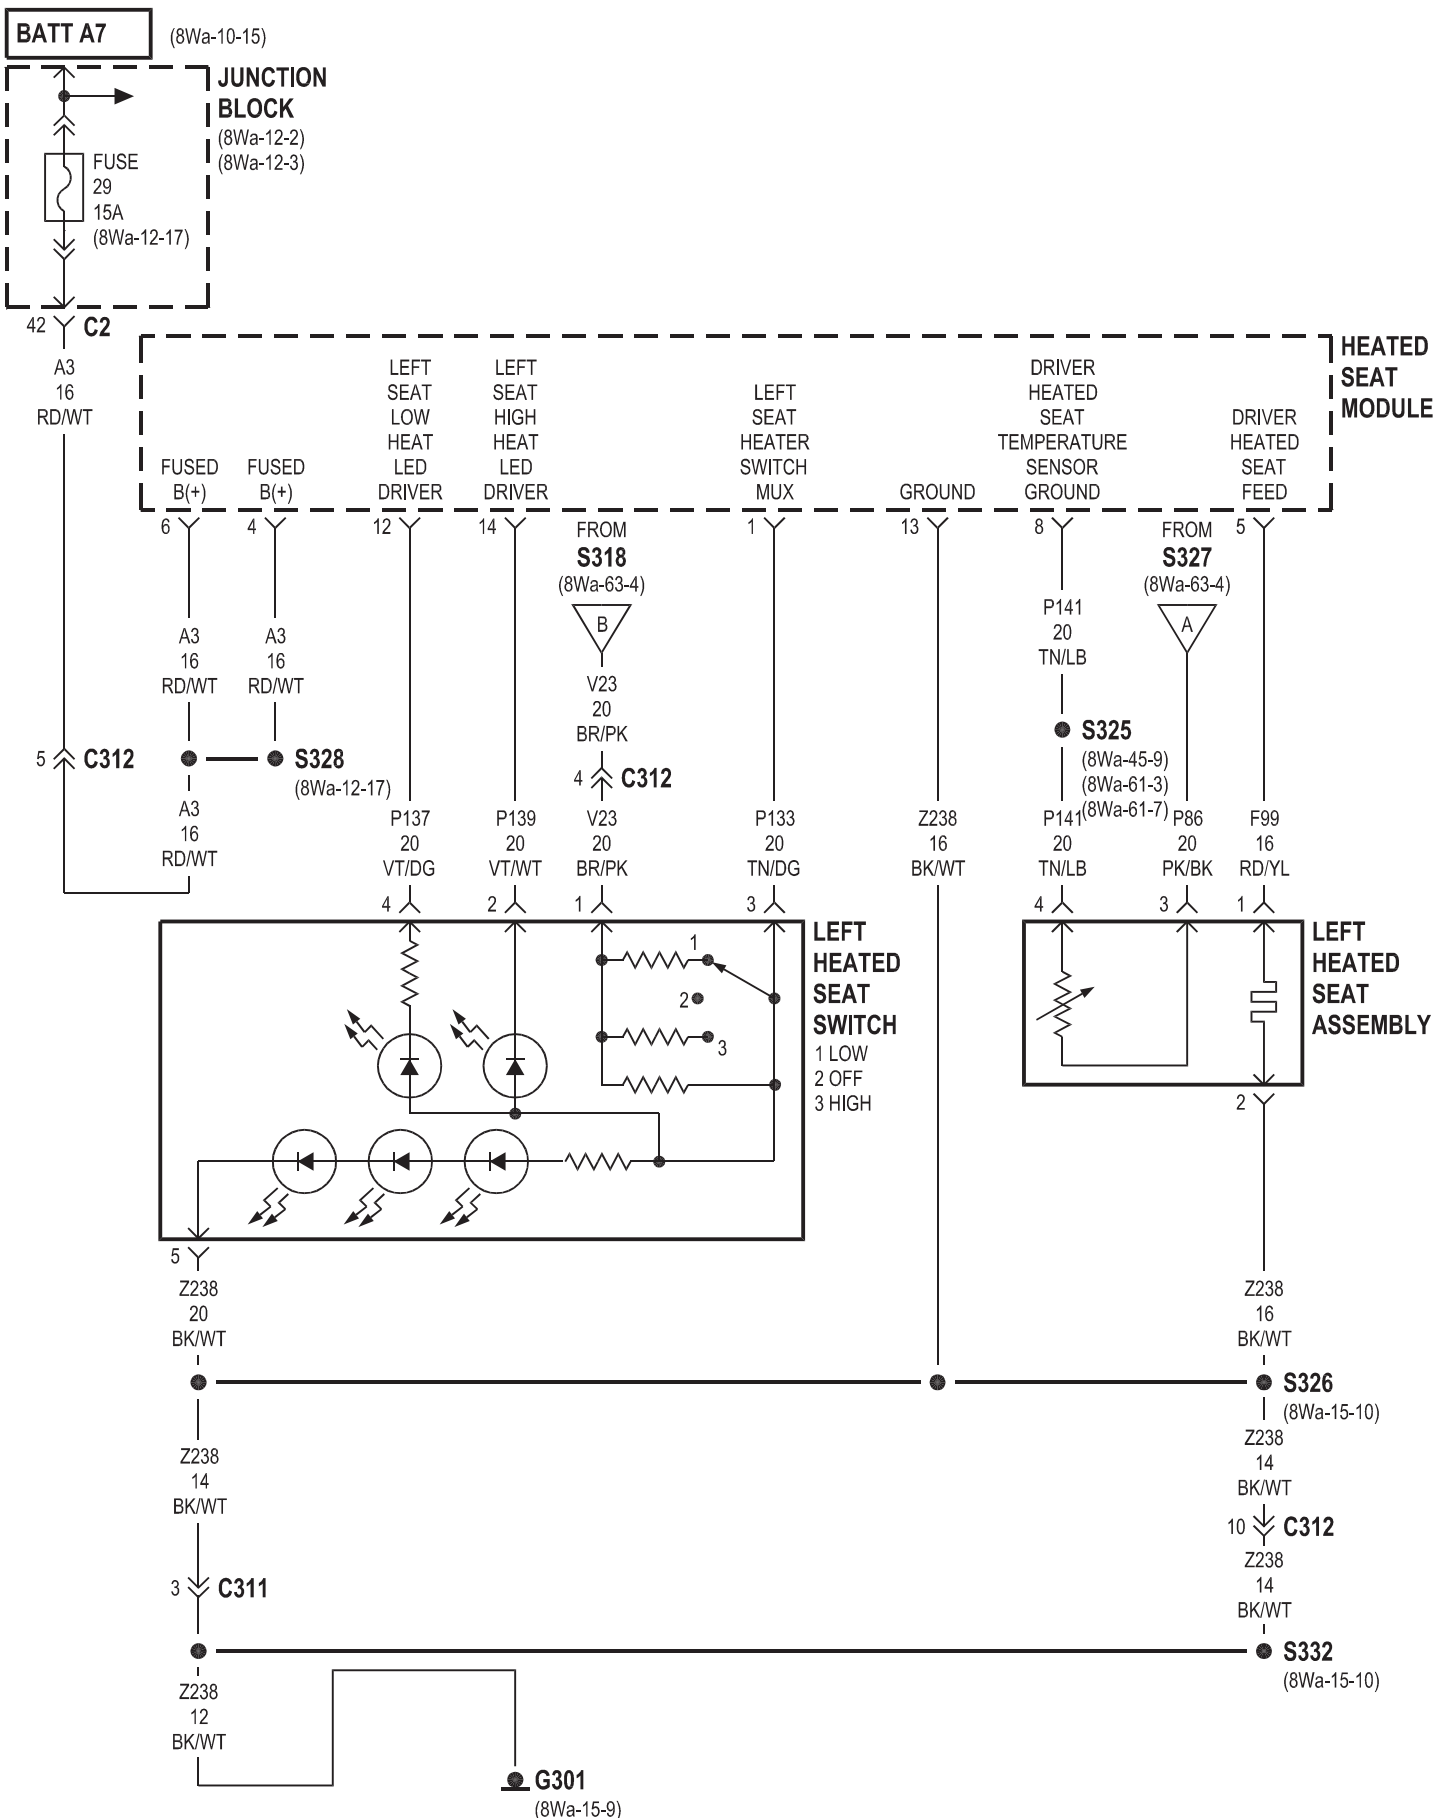 BATT A7
(8Wa-10-15)
JUNCTION
BLOCK
(8Wa-12-2)
(8Wa-12-3)
FUSE
29
15A
(8Wa-12-17)
42
C2
A3
16
RD/WT
HEATED
SEAT
MODULE
FUSED
B(+)
FUSED
B(+)
LEFT
SEAT
LOW
HEAT
LED
DRIVER
LEFT
SEAT
HIGH
HEAT
LED
DRIVER
LEFT
SEAT
HEATER
SWITCH
MUX
GROUND
DRIVER
HEATED
SEAT
TEMPERATURE
SENSOR
GROUND
DRIVER
HEATED
SEAT
FEED
6
4
12
14
FROM
S318
(8Wa-63-4)
B
1
13
8
FROM
S327
(8Wa-63-4)
A
5
A3
16
RD/WT
A3
16
RD/WT
V23
20
BR/PK
P141
20
TN/LB
5
C312
S328
(8Wa-12-17)
4
C312
S325
(8Wa-45-9)
(8Wa-61-3)
(8Wa-61-7)
A3
16
RD/WT
P137
20
VT/DG
P139
20
VT/WT
V23
20
BR/PK
P133
20
TN/DG
Z238
16
BK/WT
P141
20
TN/LB
P86
20
PK/BK
F99
16
RD/YL
4
2
1
3
4
3
1
1
2
3
LEFT
HEATED
SEAT
SWITCH
1 LOW
2 OFF
3 HIGH
LEFT
HEATED
SEAT
ASSEMBLY
2
5
Z238
20
BK/WT
Z238
16
BK/WT
S326
(8Wa-15-10)
Z238
14
BK/WT
Z238
14
BK/WT
10
C312
3
C311
Z238
14
BK/WT
S332
(8Wa-15-10)
Z238
12
BK/WT
G301
(8Wa-15-9)